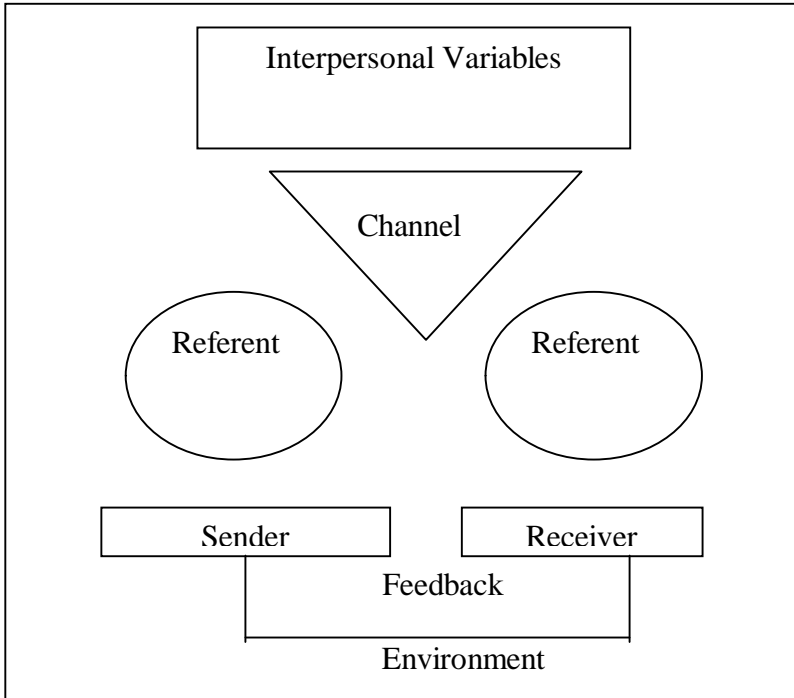 Interpersonal Variables
Channel
Referent
Referent
Sender
Receiver
Feedback
Environment